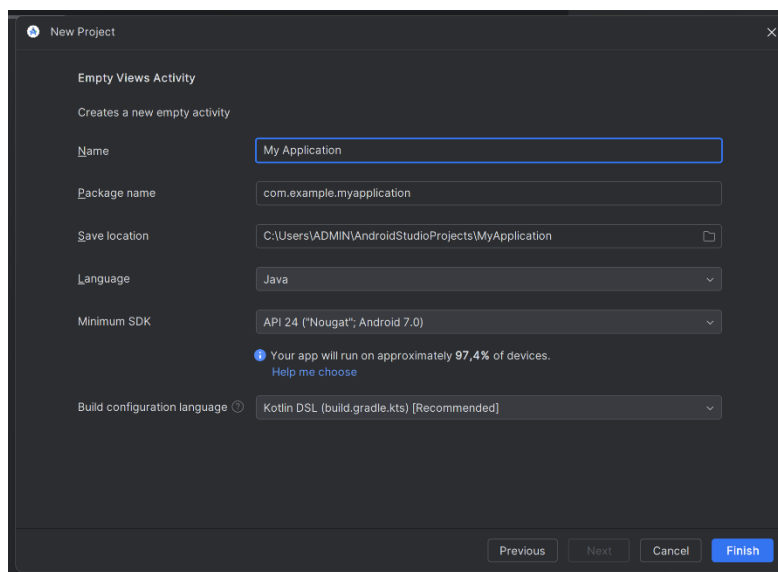 New Project
Empty Views Activity
Creates a new empty activity
Name My Application
Package name com.example.myapplication
Save location C:\Users\ADMIN\AndroidStudioProjects\MyApplication
Language Java
Minimum SDK API 24 ("Nougat"; Android 7.0)
Your app will run on approximately 97,4% of devices.
Help me choose
Build configuration language Kotlin DSL (build.gradle.kts) [Recommended]
Previous Next Cancel Finish